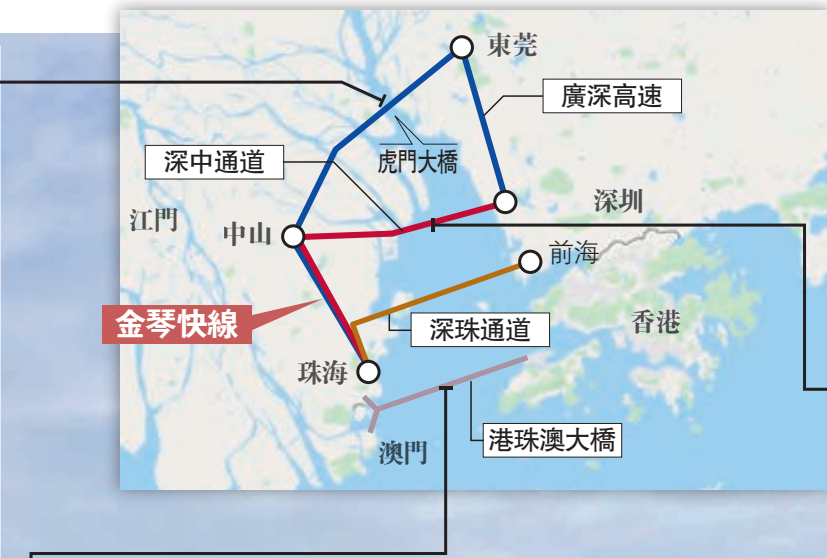 東莞
廣深高速
虎門大橋
深中通道
深圳
江門
中山
前海
金琴快線
深珠通道
香港
珠海
港珠澳大橋
澳門